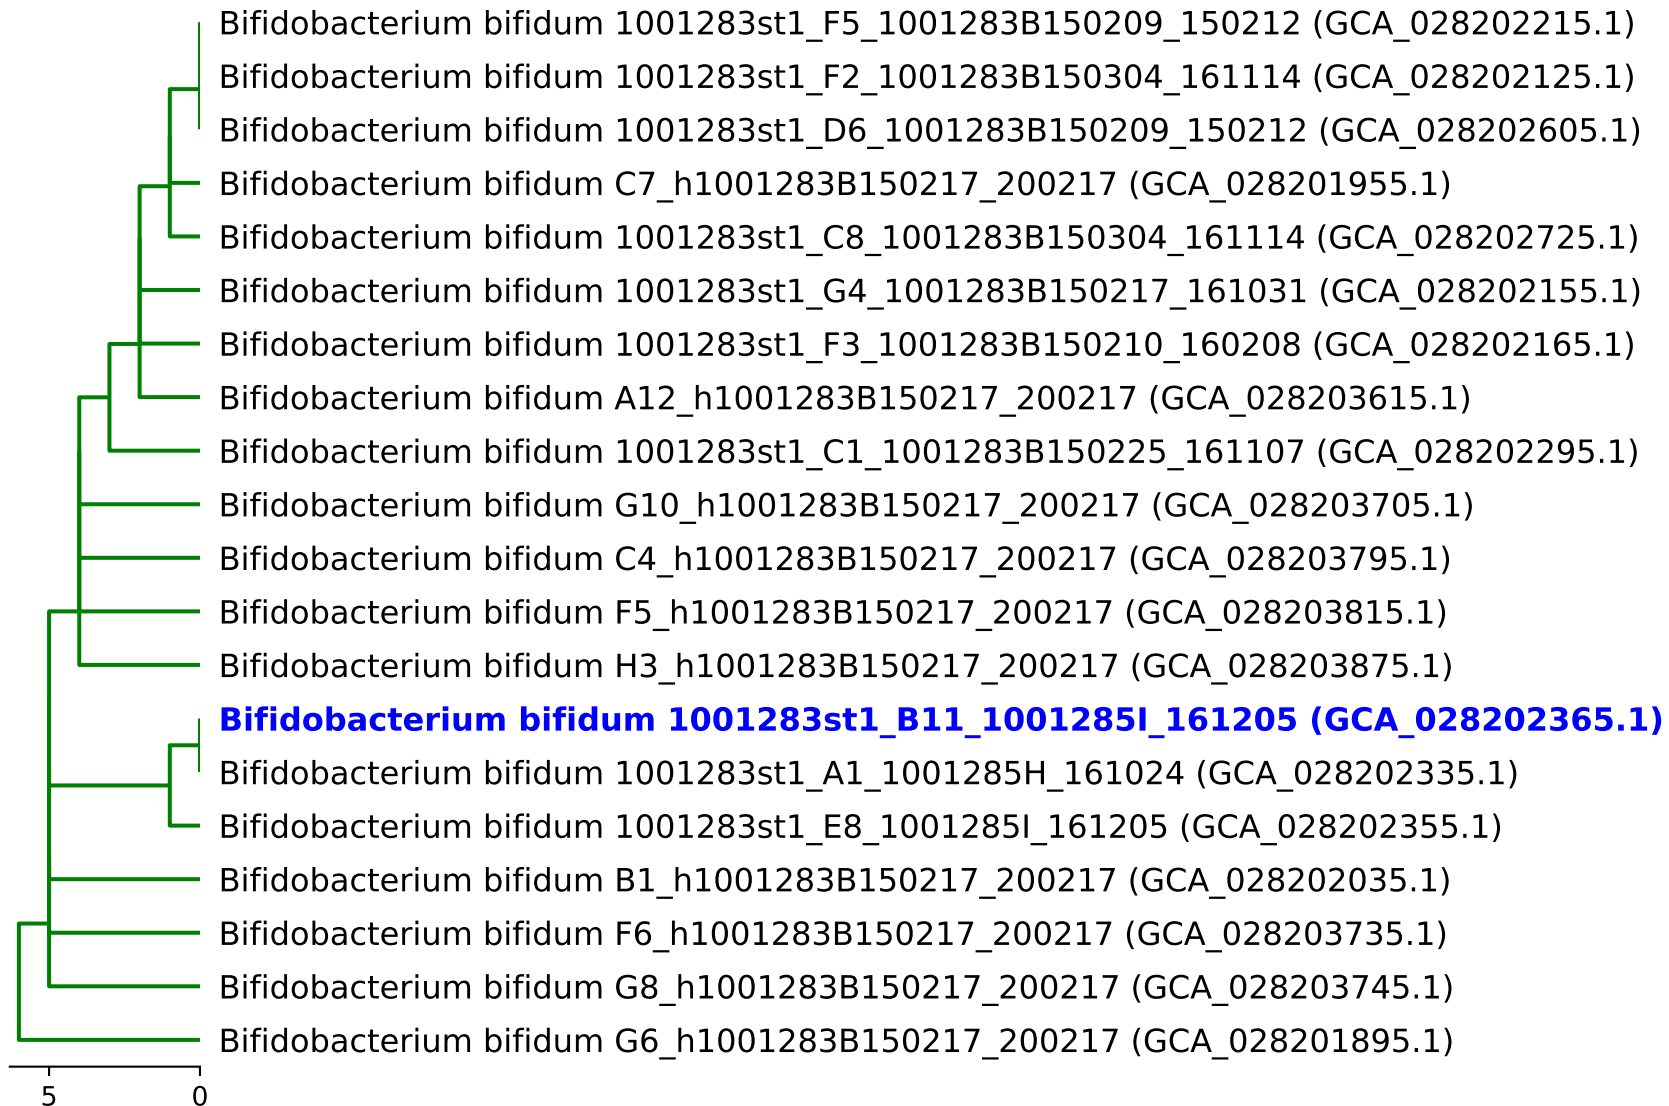 Bifidobacterium bifidum 1001283st1_F5_1001283B150209_150212 (GCA_028202215.1)
Bifidobacterium bifidum 1001283st1_F2_1001283B150304_161114 (GCA_028202125.1)
Bifidobacterium bifidum 1001283st1_D6_1001283B150209_150212 (GCA_028202605.1)
Bifidobacterium bifidum C7_h1001283B150217_200217 (GCA_028201955.1)
Bifidobacterium bifidum 1001283st1_C8_1001283B150304_161114 (GCA_028202725.1)
Bifidobacterium bifidum 1001283st1_G4_1001283B150217_161031 (GCA_028202155.1)
Bifidobacterium bifidum 1001283st1_F3_1001283B150210_160208 (GCA_028202165.1)
Bifidobacterium bifidum A12_h1001283B150217_200217 (GCA_028203615.1)
Bifidobacterium bifidum 1001283st1_C1_1001283B150225_161107 (GCA_028202295.1)
Bifidobacterium bifidum G10_h1001283B150217_200217 (GCA_028203705.1)
Bifidobacterium bifidum C4_h1001283B150217_200217 (GCA_028203795.1)
Bifidobacterium bifidum F5_h1001283B150217_200217 (GCA_028203815.1)
Bifidobacterium bifidum H3_h1001283B150217_200217 (GCA_028203875.1)
Bifidobacterium bifidum 1001283st1_B11_1001285I_161205 (GCA_028202365.1)
Bifidobacterium bifidum 1001283st1_A1_1001285H_161024 (GCA_028202335.1)
Bifidobacterium bifidum 1001283st1_E8_1001285I_161205 (GCA_028202355.1)
Bifidobacterium bifidum B1_h1001283B150217_200217 (GCA_028202035.1)
Bifidobacterium bifidum F6_h1001283B150217_200217 (GCA_028203735.1)
Bifidobacterium bifidum G8_h1001283B150217_200217 (GCA_028203745.1)
Bifidobacterium bifidum G6_h1001283B150217_200217 (GCA_028201895.1)
5 0